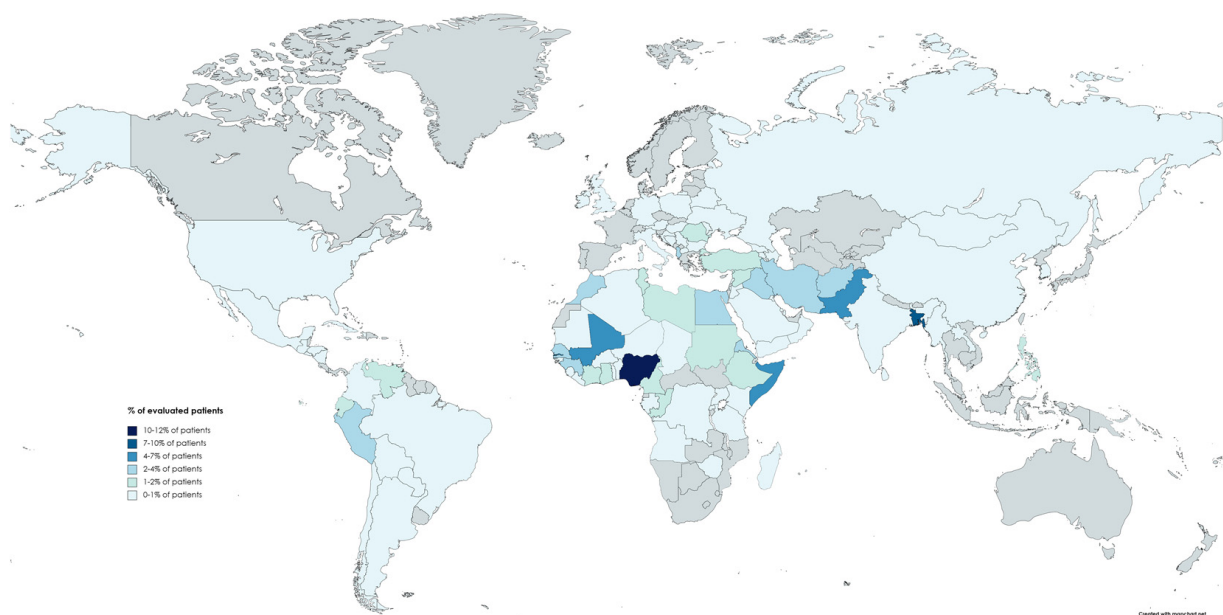 % of evaluated patients
10-12% of patients
7-10% of patients
4-7% of patients
2-4% of patients
1-2% of patients
0-1% of patients
Created with mapchart.net